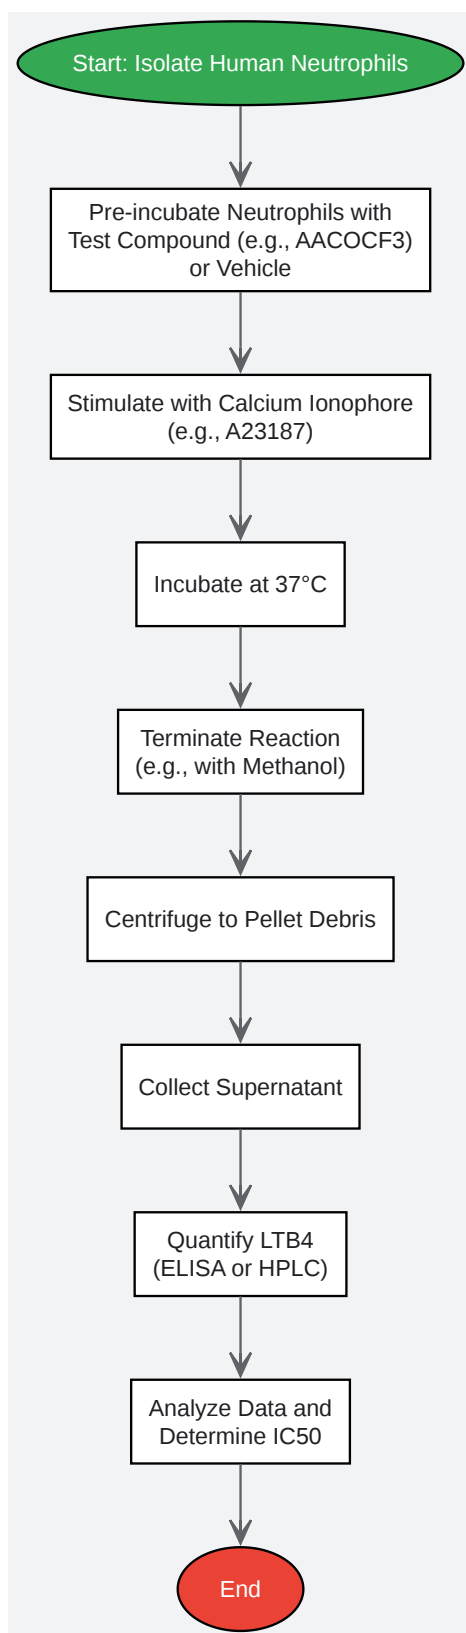 Start: Isolate Human Neutrophils
Pre-incubate Neutrophils with
Test Compound (e.g., AACOCF3)
or Vehicle
Stimulate with Calcium Ionophore
(e.g., A23187)
Incubate at 37°C
Terminate Reaction
(e.g., with Methanol)
Centrifuge to Pellet Debris
Collect Supernatant
Quantify LTB4
(ELISA or HPLC)
Analyze Data and
Determine IC50
End